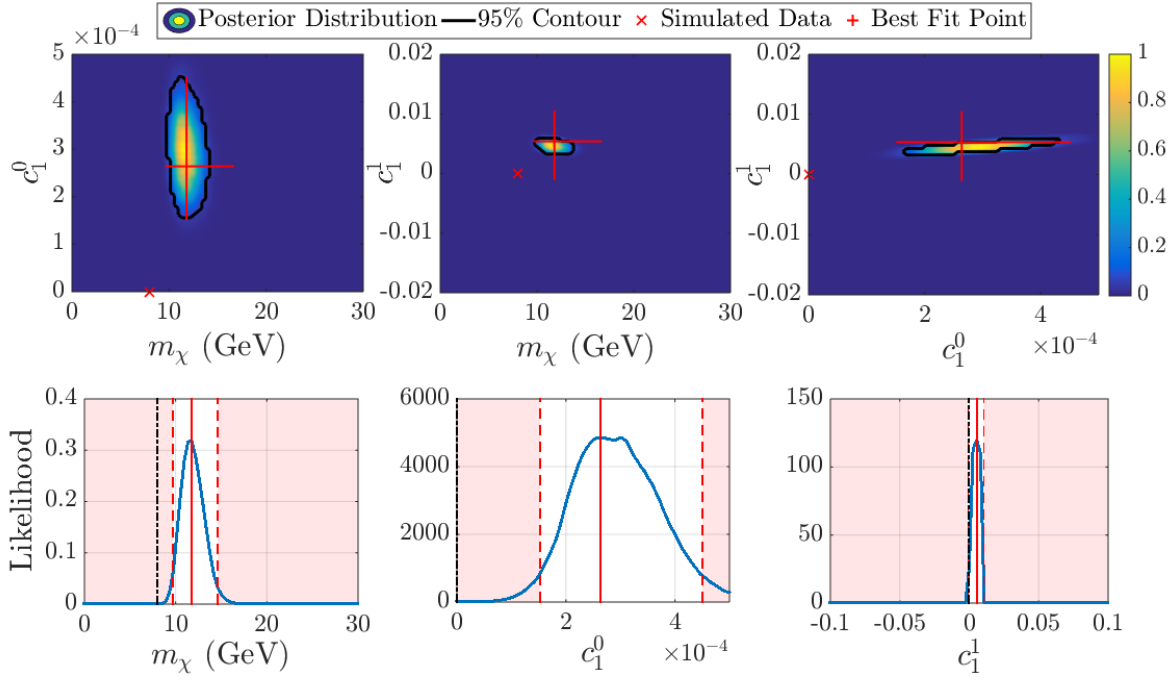 Posterior Distribution 95% Contour Simulated Data Best Fit Point
×10⁻⁴
5
4
3
2
1
0
c₁⁰
0 10 20 30
m_χ (GeV)
0.02
0.01
0
-0.01
-0.02
c₁¹
0 10 20 30
m_χ (GeV)
0.02
0.01
0
-0.01
-0.02
c₁¹
0 2 4
×10⁻⁴
c₁⁰
1
0.8
0.6
0.4
0.2
0
Likelihood
0.4
0.3
0.2
0.1
0
0 10 20 30
m_χ (GeV)
6000
4000
2000
0
0 2 4
×10⁻⁴
c₁⁰
150
100
50
0
-0.1 -0.05 0 0.05 0.1
c₁¹